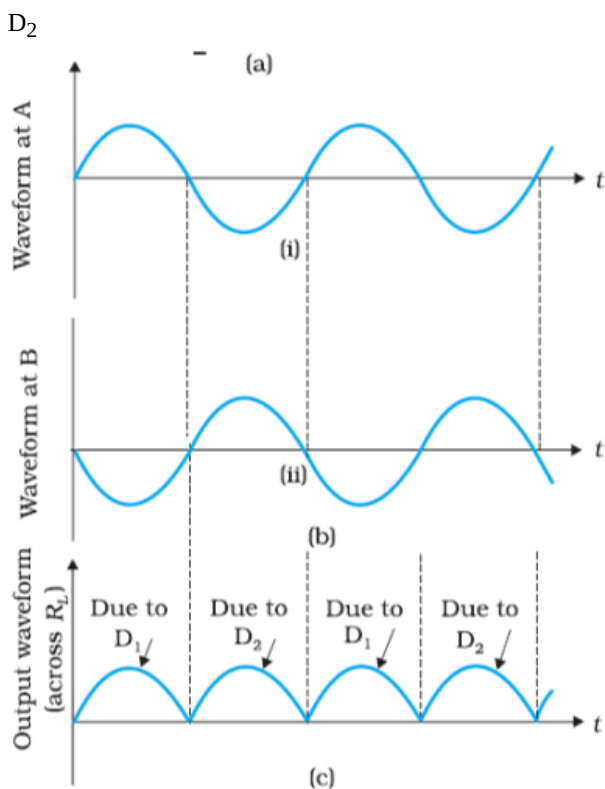 D₂
(a)
Waveform at A
t
(i)
Waveform at B
t
(ii)
(b)
Output waveform
(across R_L)
Due to
D₁
Due to
D₂
Due to
D₁
Due to
D₂
t
(c)